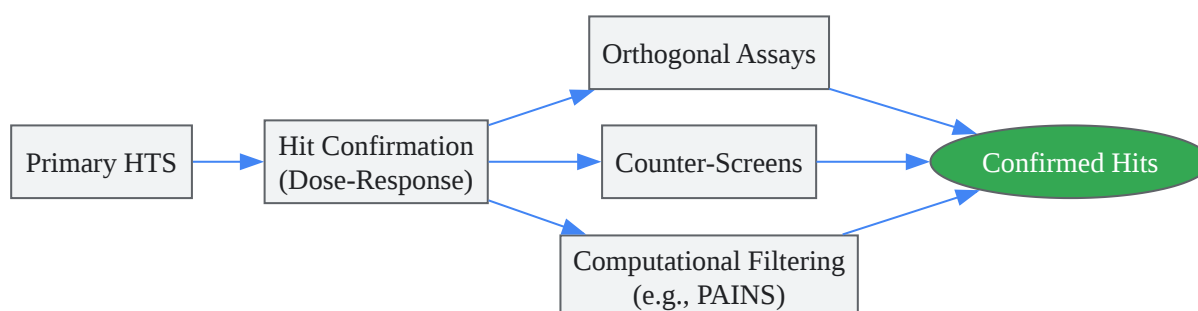 Primary HTS
Hit Confirmation
(Dose-Response)
Orthogonal Assays
Counter-Screens
Computational Filtering
(e.g., PAINS)
Confirmed Hits